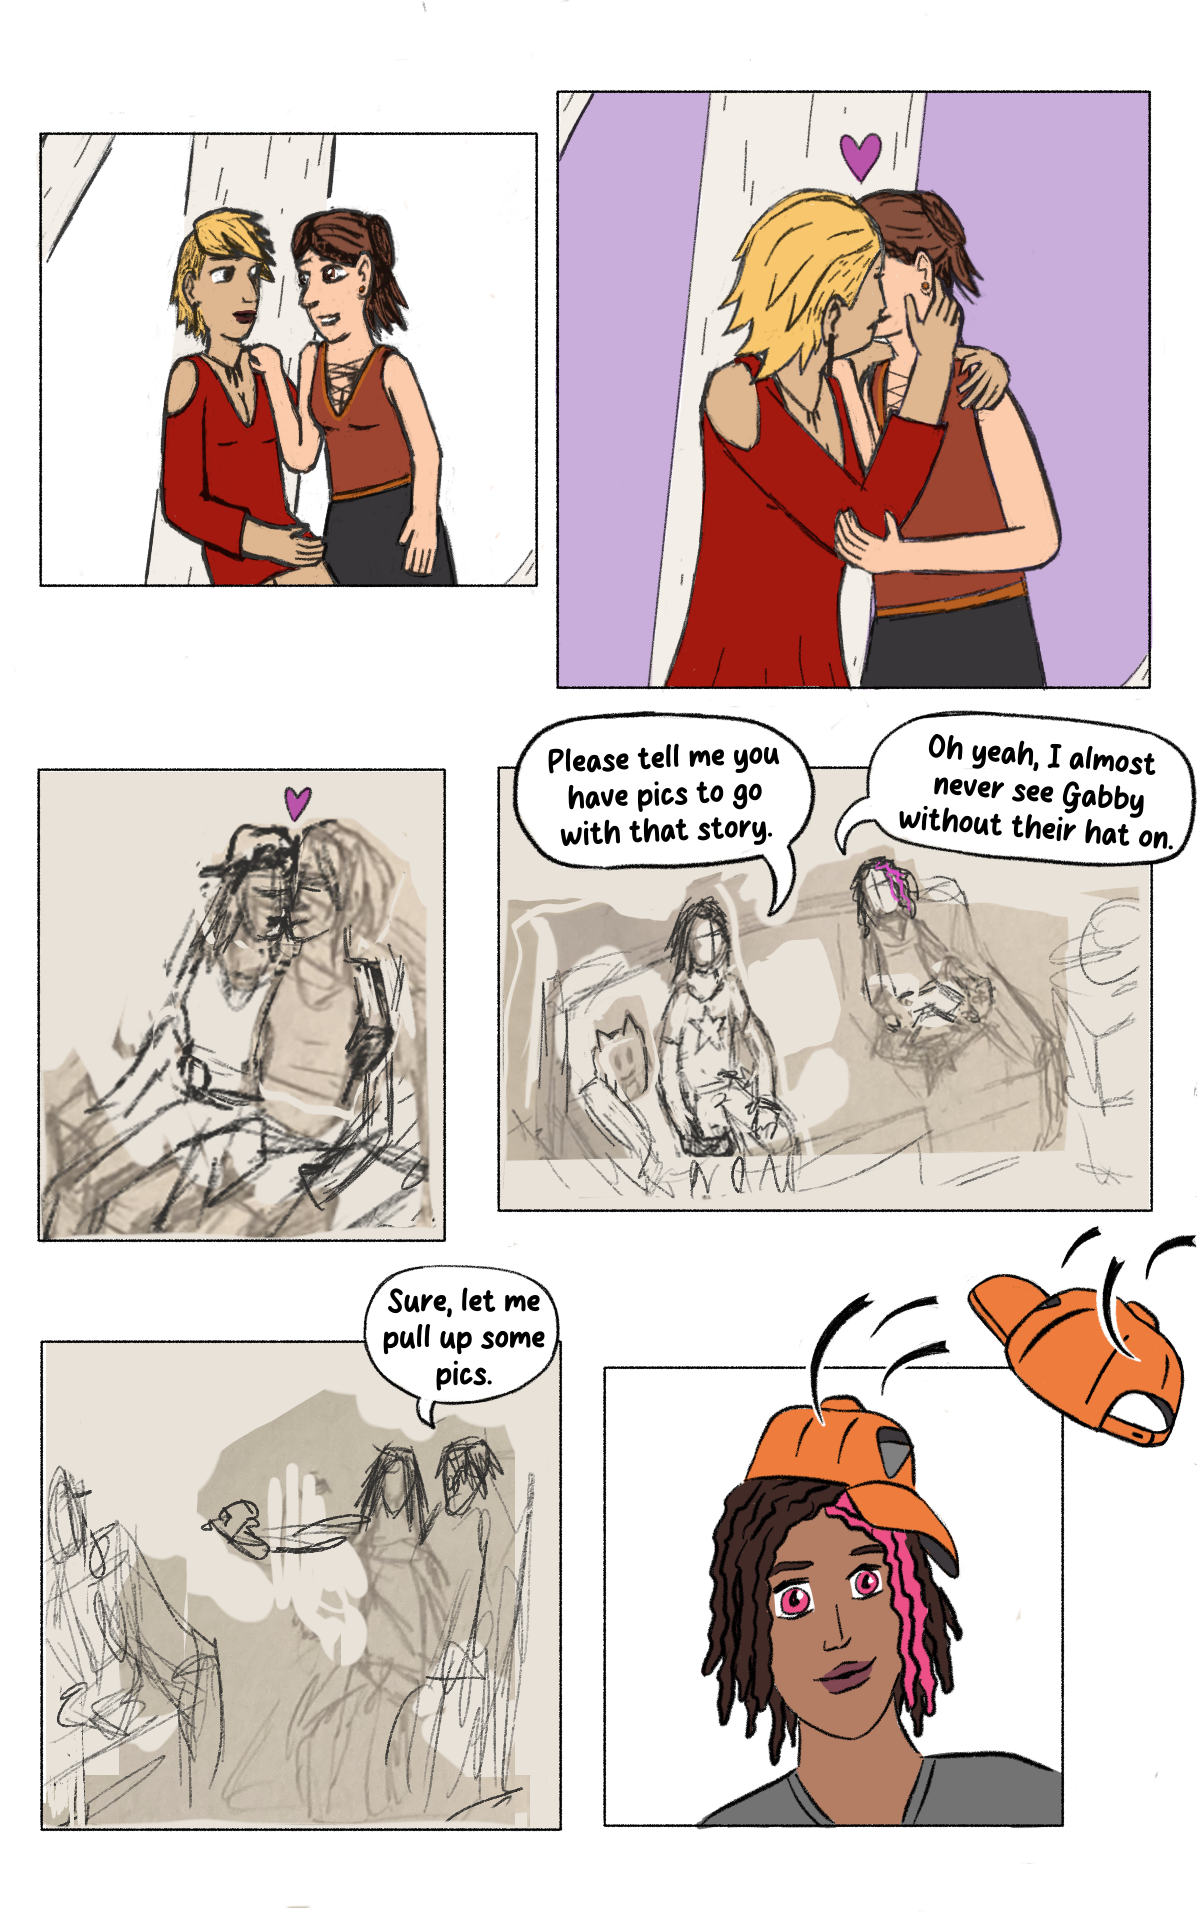 Please tell me you
have pics to go
with that story.
Oh yeah, I almost
never see Gabby
without their hat on.
Sure, let me
pull up some
pics.